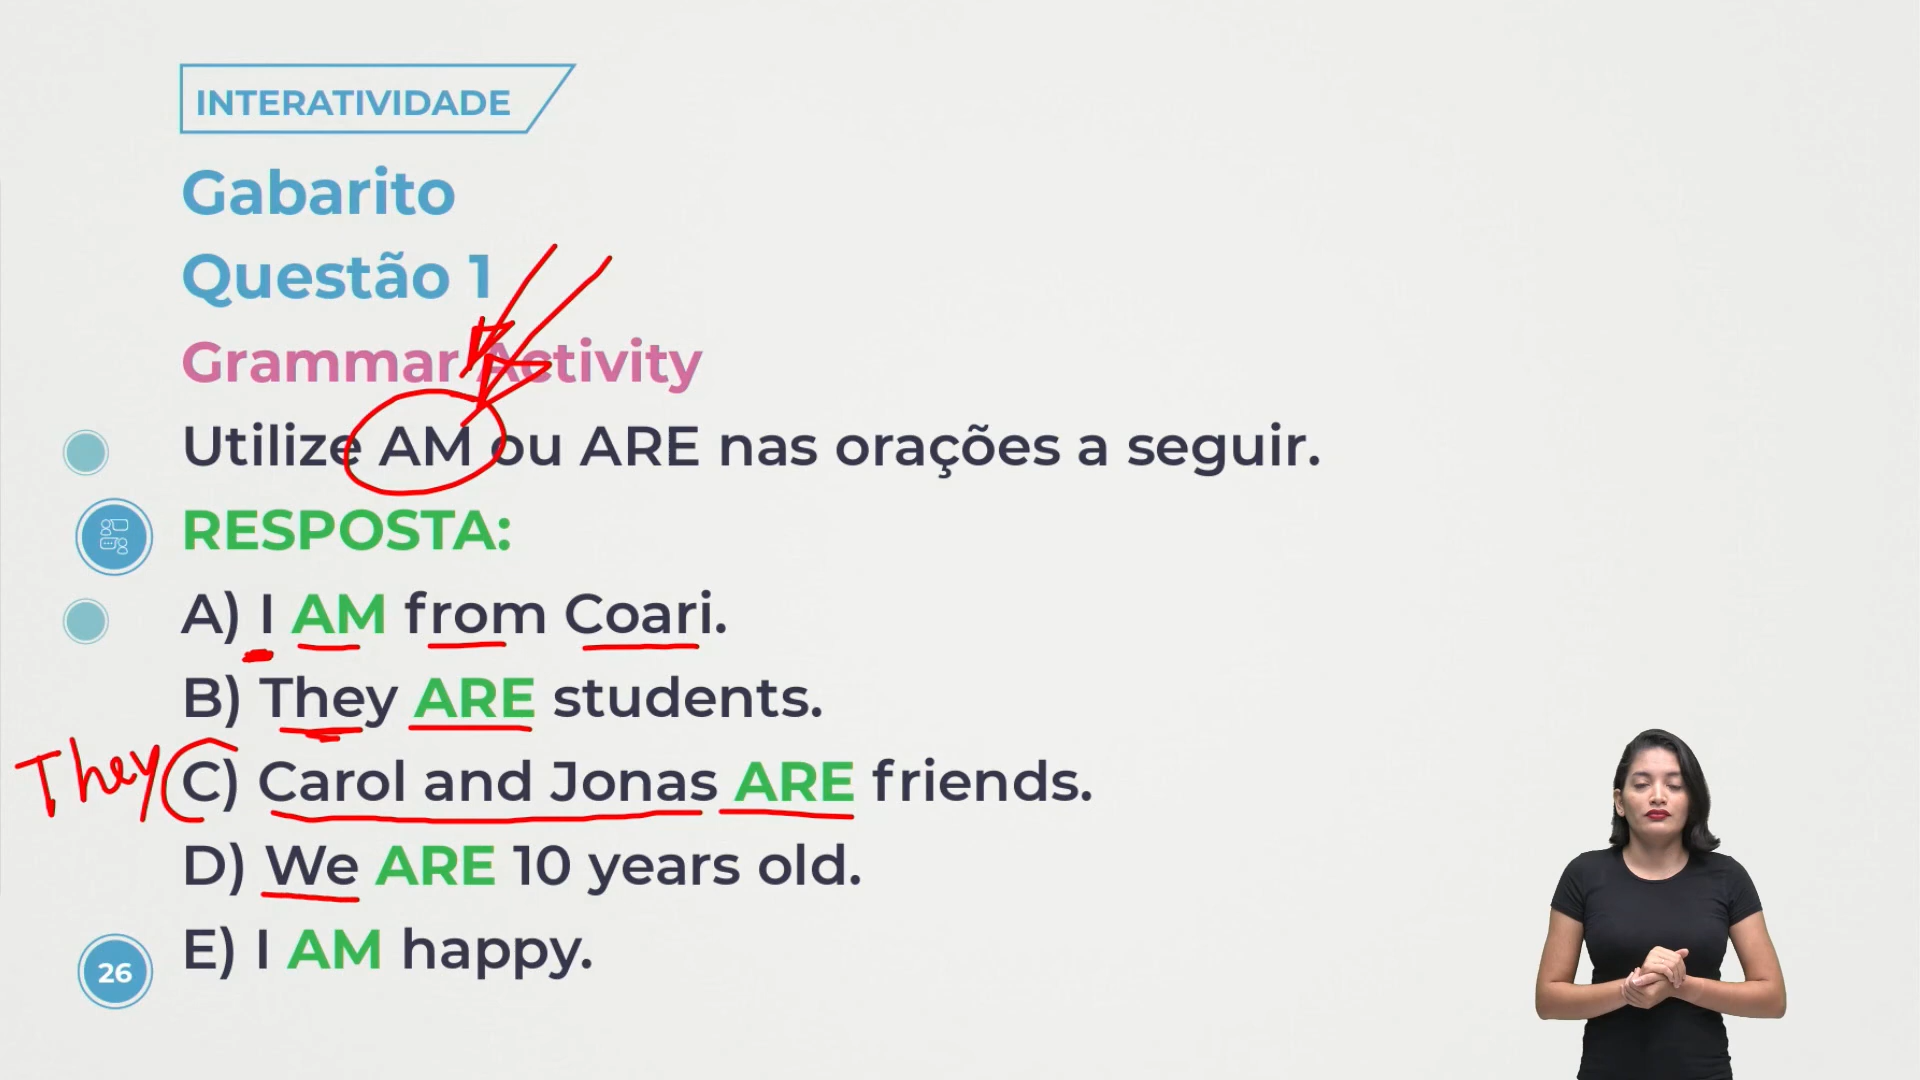 INTERATIVIDADE
Gabarito
Questão 1
Grammar Activity
Utilize AM ou ARE nas orações a seguir.
RESPOSTA:
A) I AM from Coari.
B) They ARE students.
They C) Carol and Jonas ARE friends.
D) We ARE 10 years old.
E) I AM happy.
26